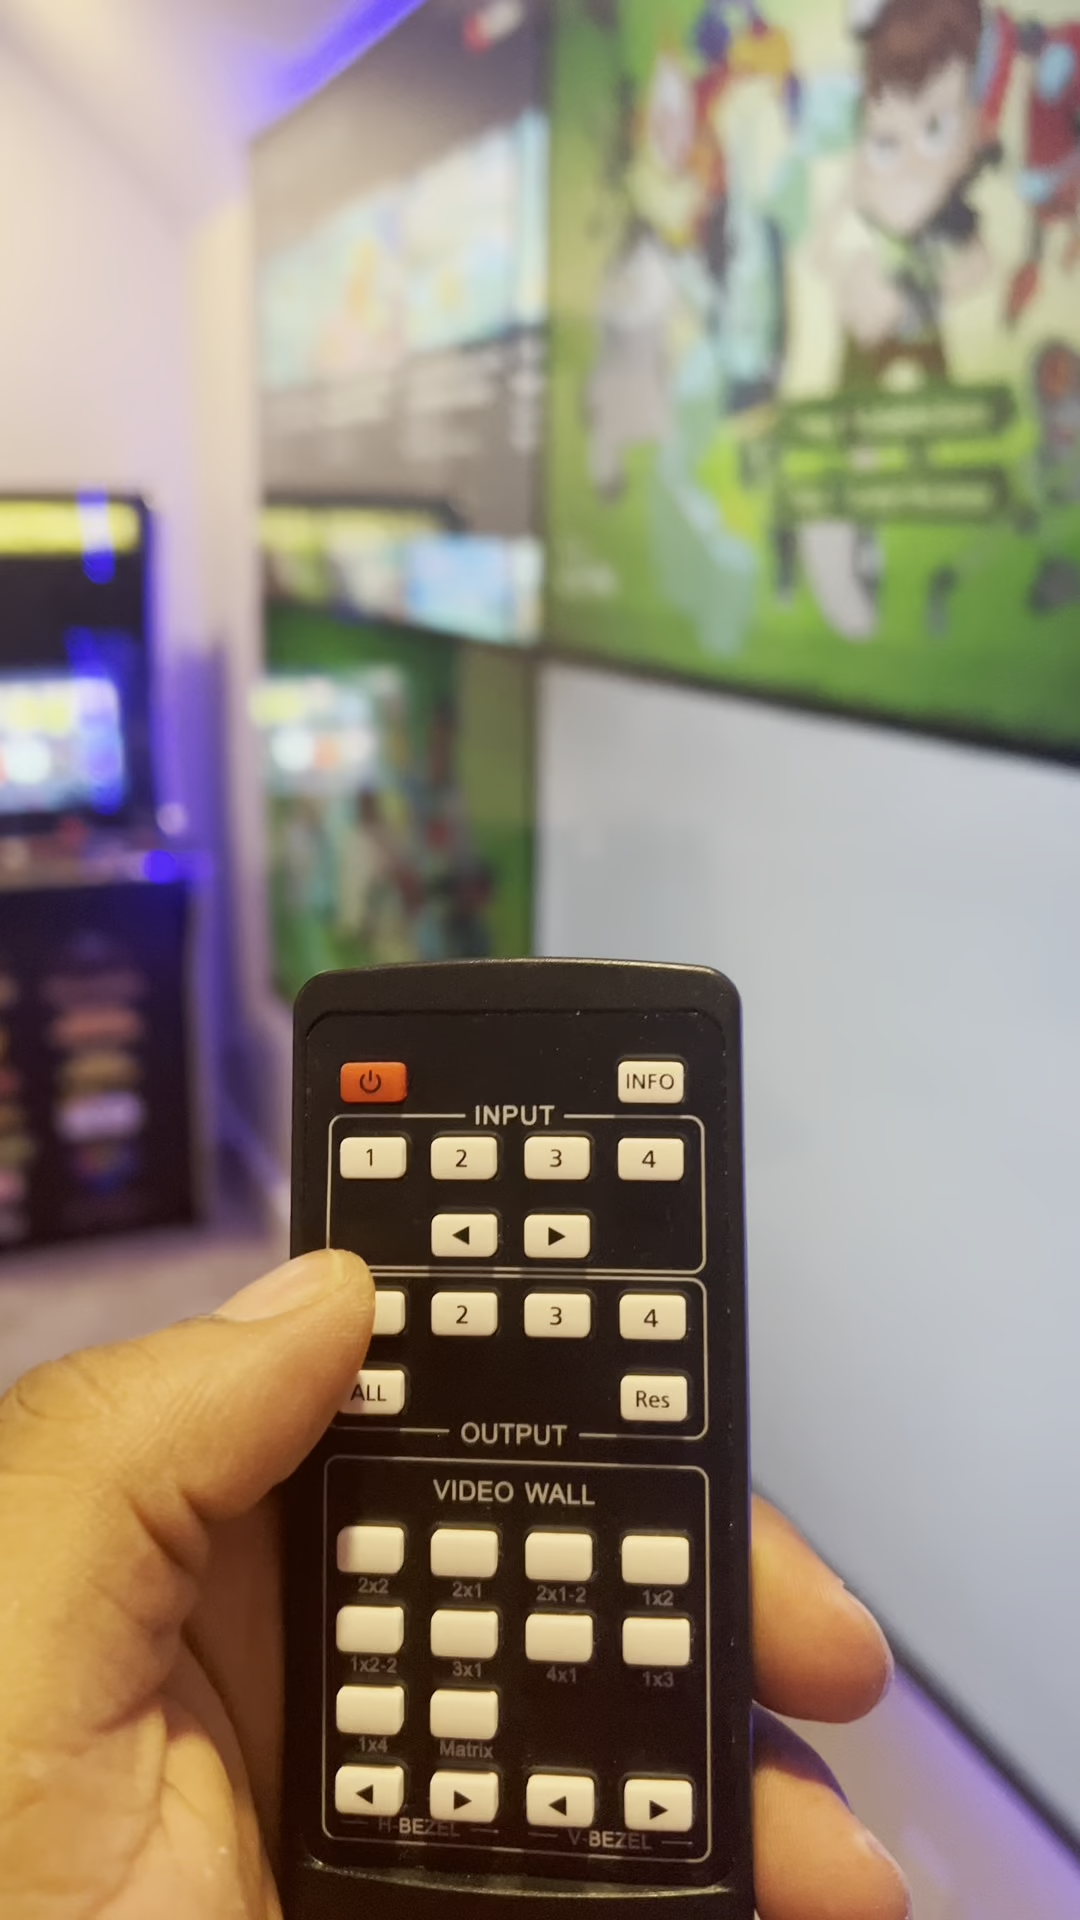 INFO
INPUT
1 2 3 4
◄ ►
2 3 4
ALL Res
OUTPUT
VIDEO WALL
2x2 2x1 2x1-2 1x2
1x2-2 3x1 4x1 1x3
1x4 Matrix
◄ ► ◄ ►
H-BEZEL V-BEZEL